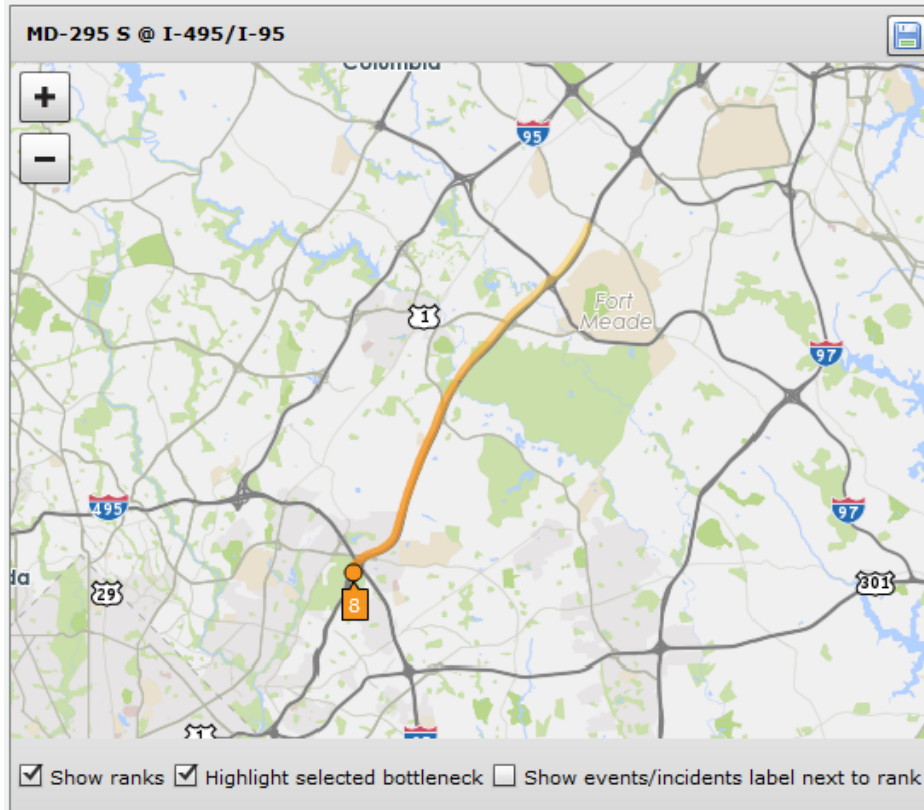 MD-295 S @ I-495/I-95
+
−
Columbia
95
1
Fort
Meade
97
495
97
29
301
8
1
Show ranks Highlight selected bottleneck Show events/incidents label next to rank